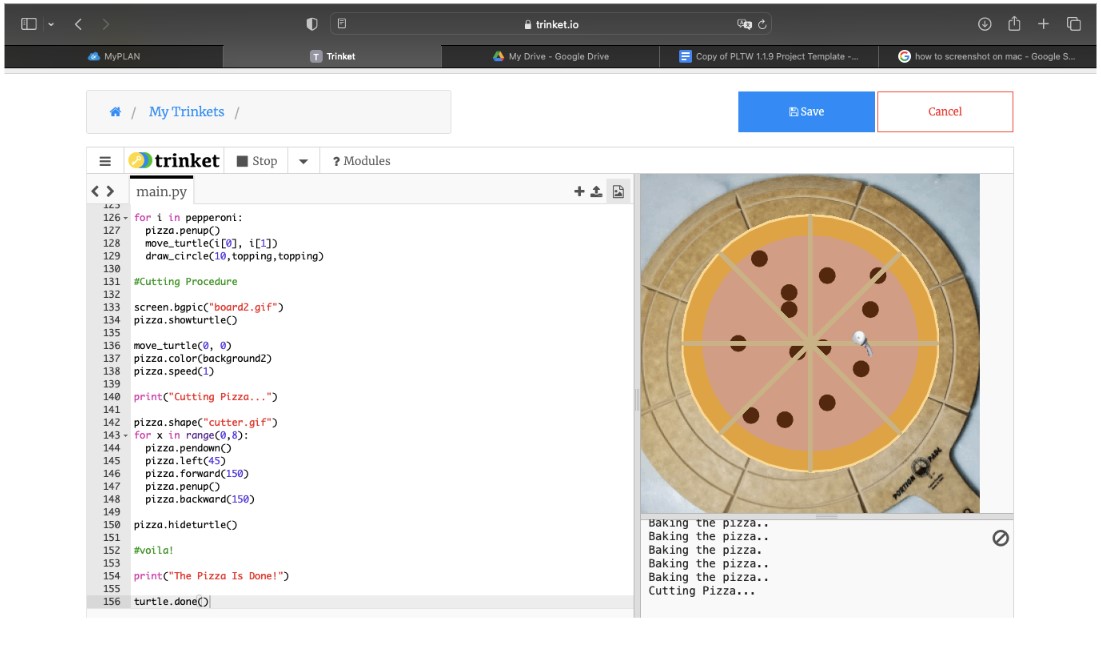 trinket.io
MyPLAN
T Trinket
My Drive - Google Drive
Copy of PLTW 1.1.9 Project Template -...
how to screenshot on mac - Google S...
/ My Trinkets /
Save
Cancel
trinket
Stop
? Modules
main.py
125
126 for i in pepperoni:
127 pizza.penup()
128 move_turtle(i[0], i[1])
129 draw_circle(10,topping,topping)
130
131 #Cutting Procedure
132
133 screen.bgpic("board2.gif")
134 pizza.showturtle()
135
136 move_turtle(0, 0)
137 pizza.color(background2)
138 pizza.speed(1)
139
140 print("Cutting Pizza...")
141
142 pizza.shape("cutter.gif")
143 for x in range(0,8):
144 pizza.pendown()
145 pizza.left(45)
146 pizza.forward(150)
147 pizza.penup()
148 pizza.backward(150)
149
150 pizza.hideturtle()
151
152 #voila!
153
154 print("The Pizza Is Done!")
155
156 turtle.done()
PORTION PADL
Baking the pizza..
Baking the pizza..
Baking the pizza.
Baking the pizza..
Baking the pizza..
Cutting Pizza...